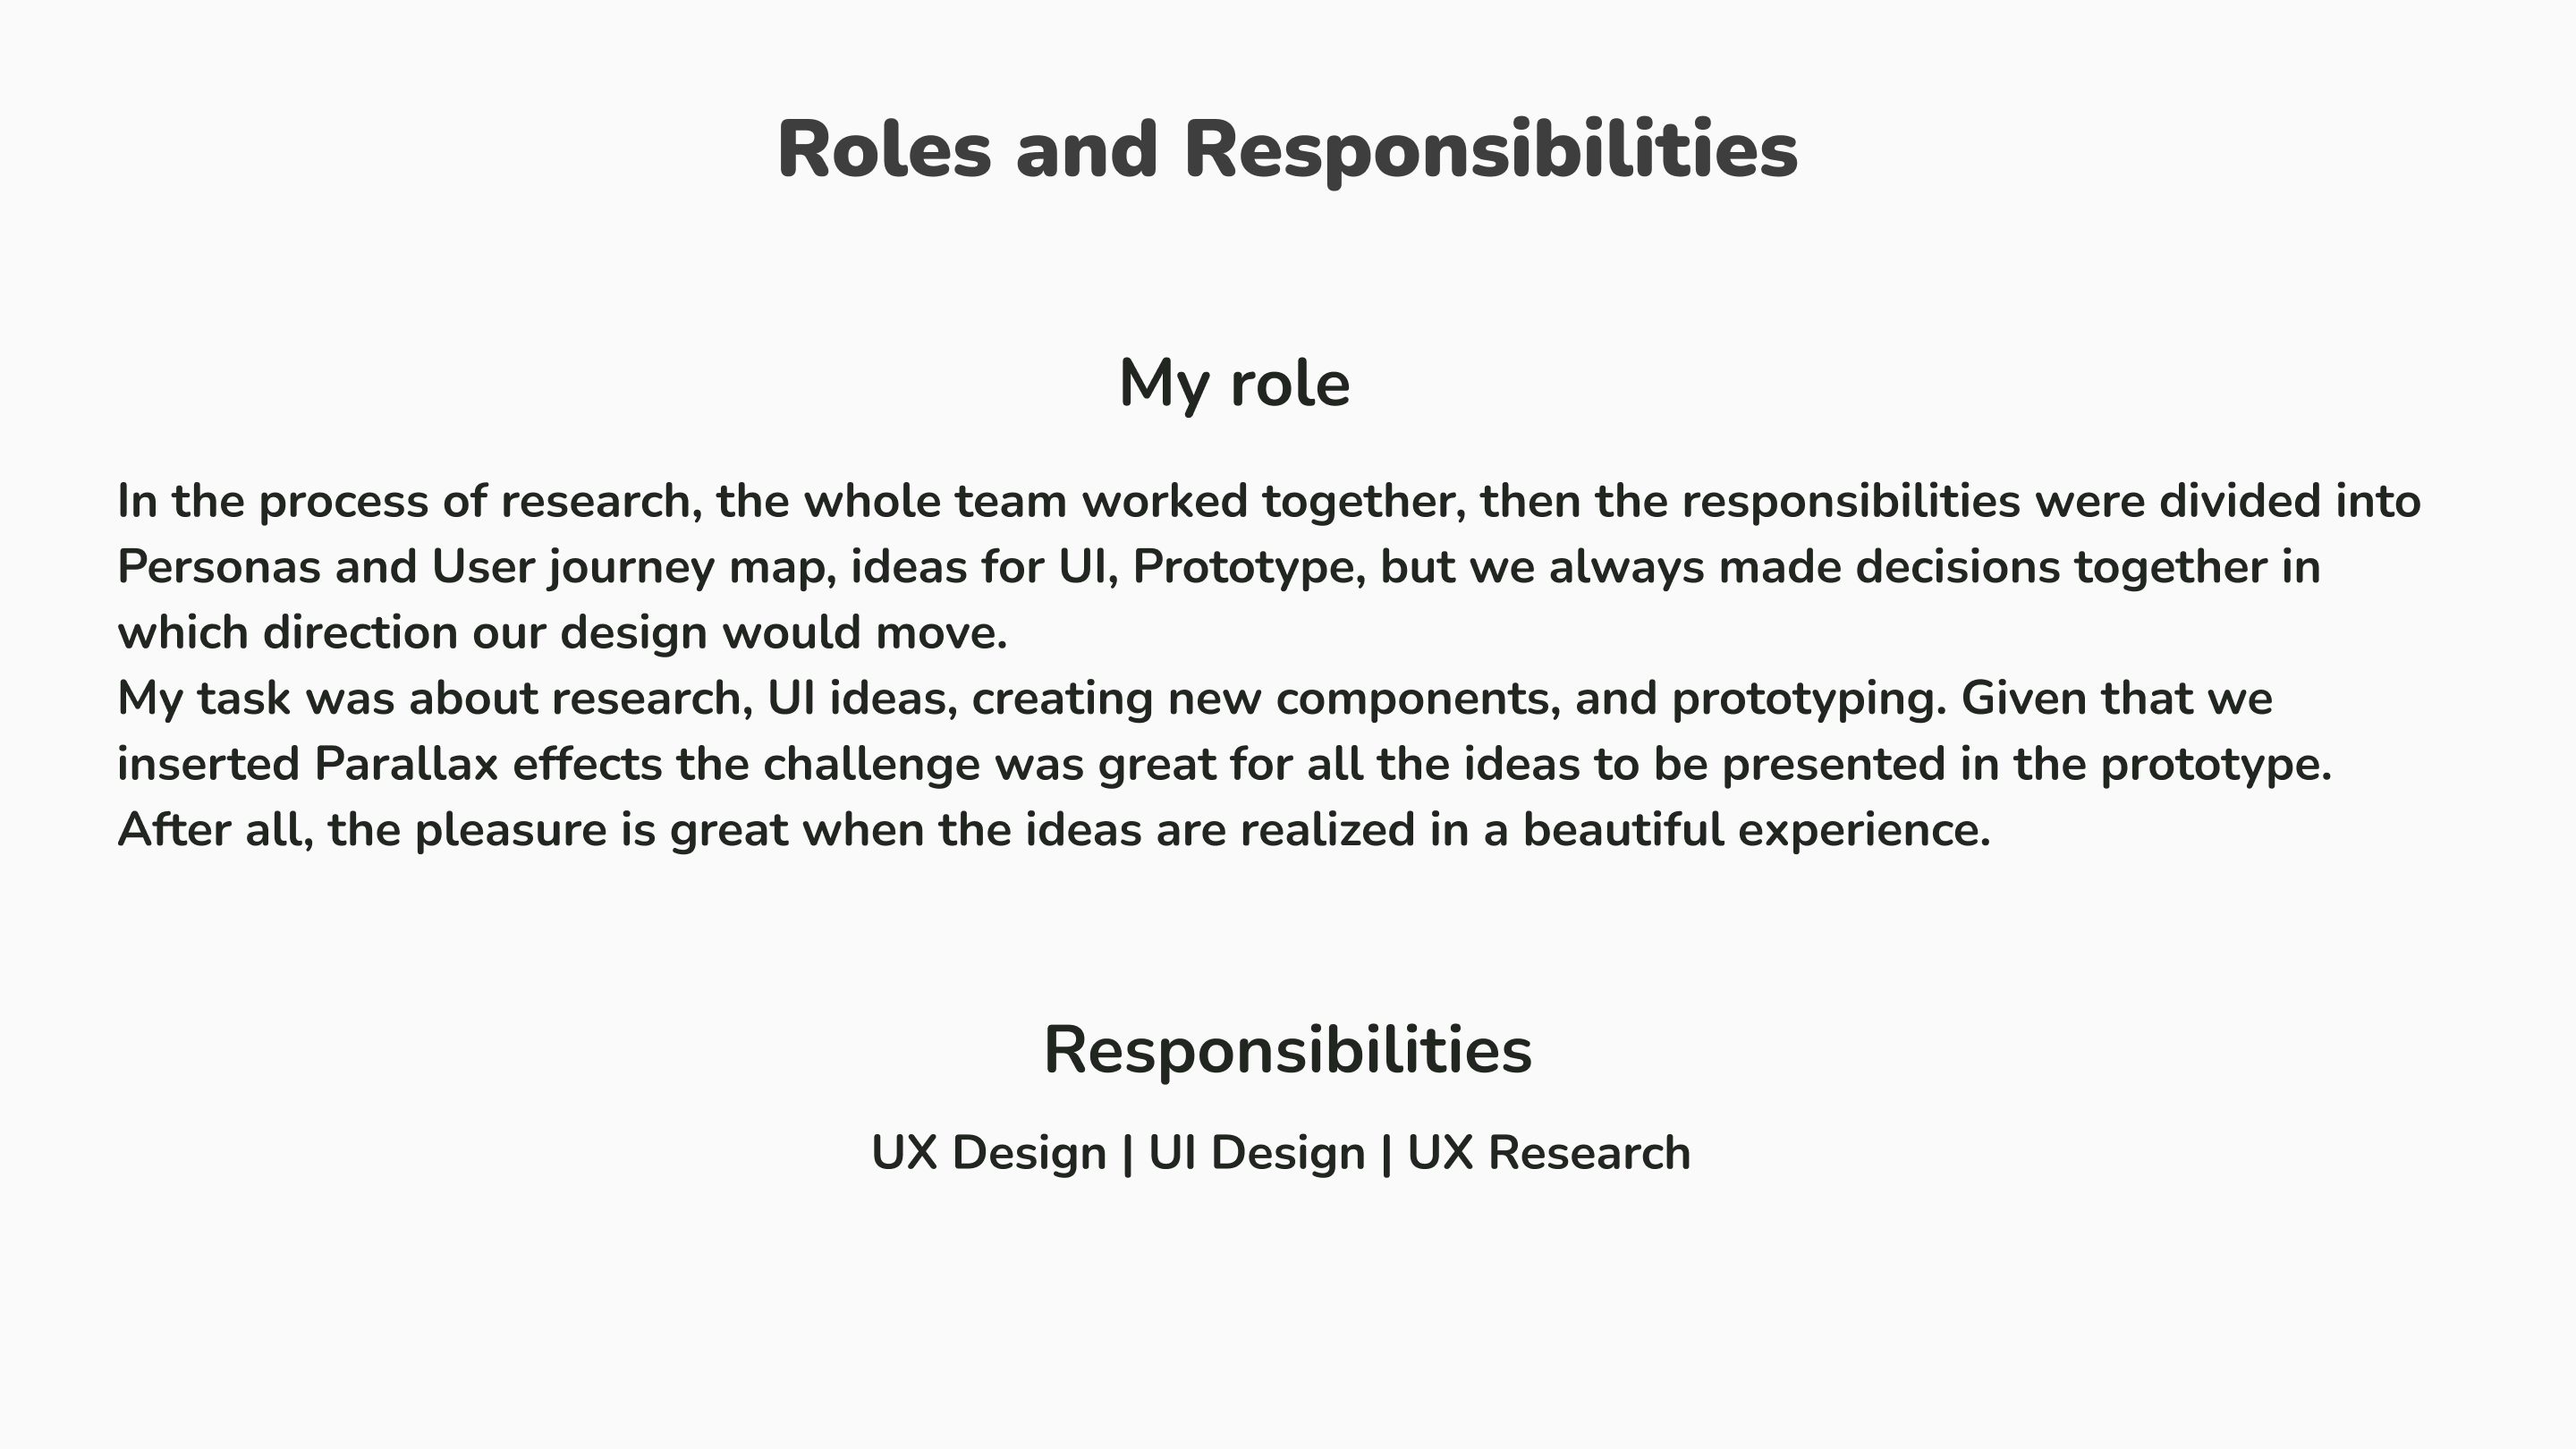 Roles and Responsibilities
My role
In the process of research, the whole team worked together, then the responsibilities were divided into
Personas and User journey map, ideas for UI, Prototype, but we always made decisions together in
which direction our design would move.
My task was about research, UI ideas, creating new components, and prototyping. Given that we
inserted Parallax effects the challenge was great for all the ideas to be presented in the prototype.
After all, the pleasure is great when the ideas are realized in a beautiful experience.
Responsibilities
UX Design | UI Design | UX Research